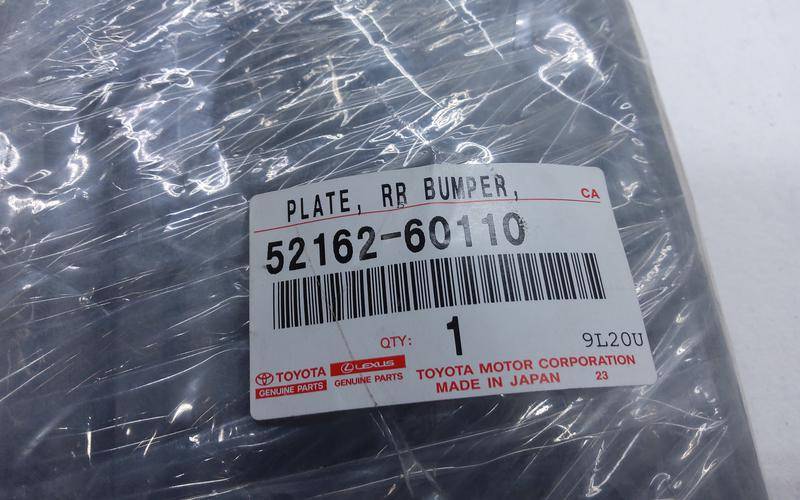 PLATE, RR BUMPER,
CA
52162-60110
QTY: 1
9L20U
TOYOTA
GENUINE PARTS
LEXUS
GENUINE PARTS
TOYOTA MOTOR CORPORATION
MADE IN JAPAN 23